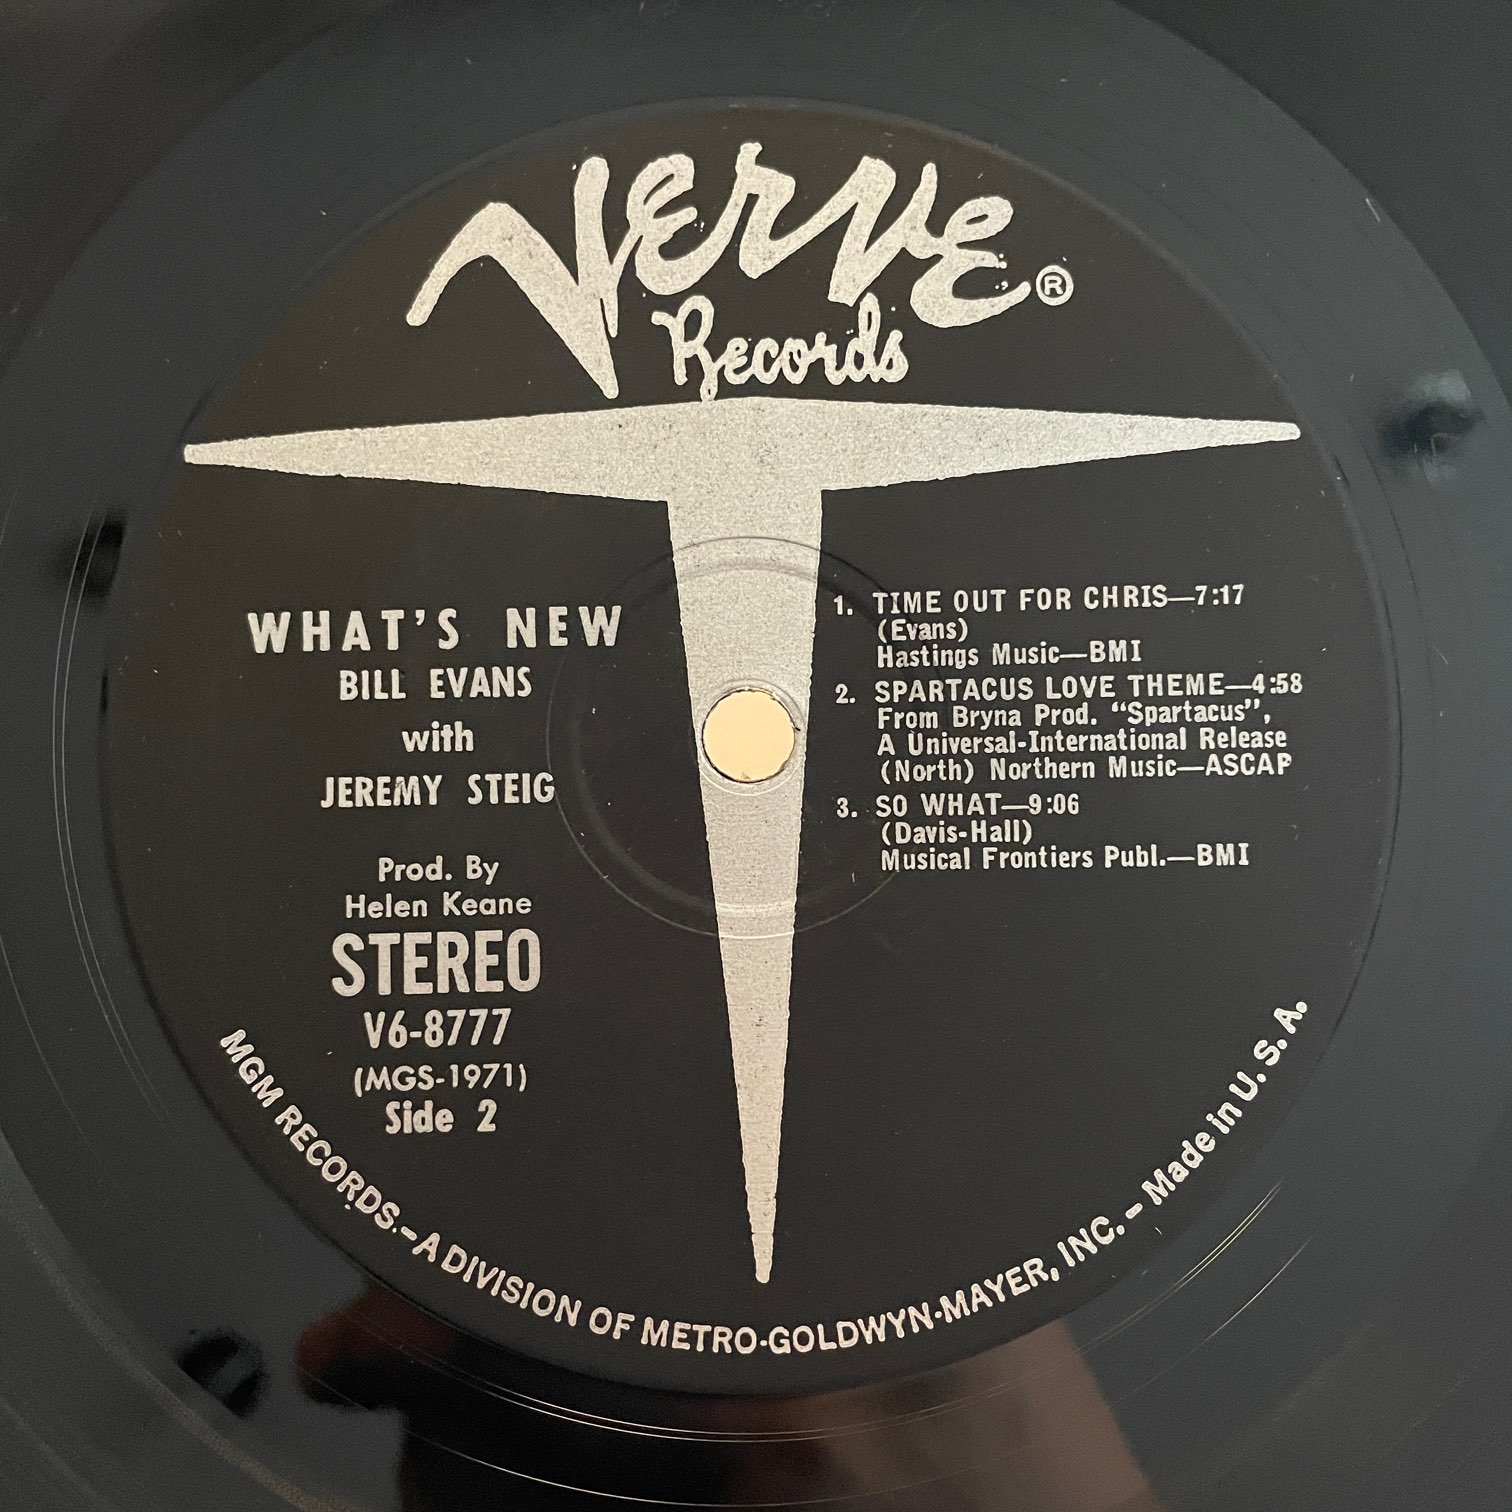 Verve ®
Records
WHAT'S NEW
BILL EVANS
with
JEREMY STEIG
Prod. By
Helen Keane
STEREO
V6-8777
(MGS-1971)
Side 2
1. TIME OUT FOR CHRIS—7:17
(Evans)
Hastings Music—BMI
2. SPARTACUS LOVE THEME—4:58
From Bryna Prod. “Spartacus”,
A Universal-International Release
(North) Northern Music—ASCAP
3. SO WHAT—9:06
(Davis-Hall)
Musical Frontiers Publ.—BMI
MGM RECORDS.–A DIVISION OF METRO-GOLDWYN-MAYER, INC. – Made in U. S. A.